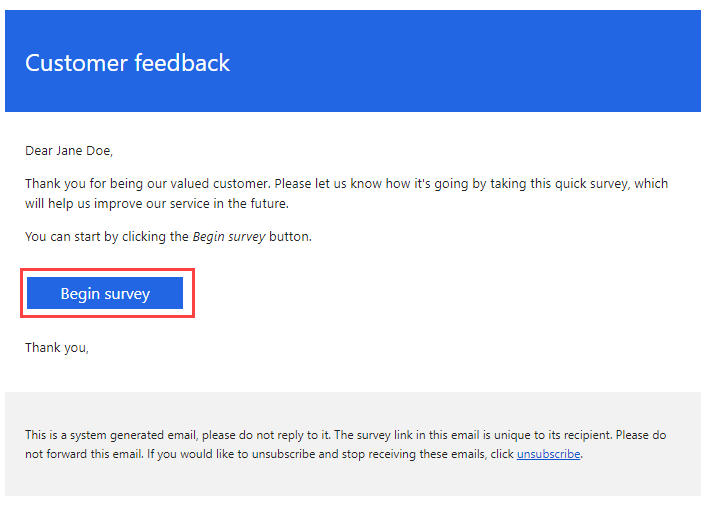 Customer feedback
Dear Jane Doe,
Thank you for being our valued customer. Please let us know how it's going by taking this quick survey, which
will help us improve our service in the future.
You can start by clicking the Begin survey button.
Begin survey
Thank you,
This is a system generated email, please do not reply to it. The survey link in this email is unique to its recipient. Please do
not forward this email. If you would like to unsubscribe and stop receiving these emails, click unsubscribe.